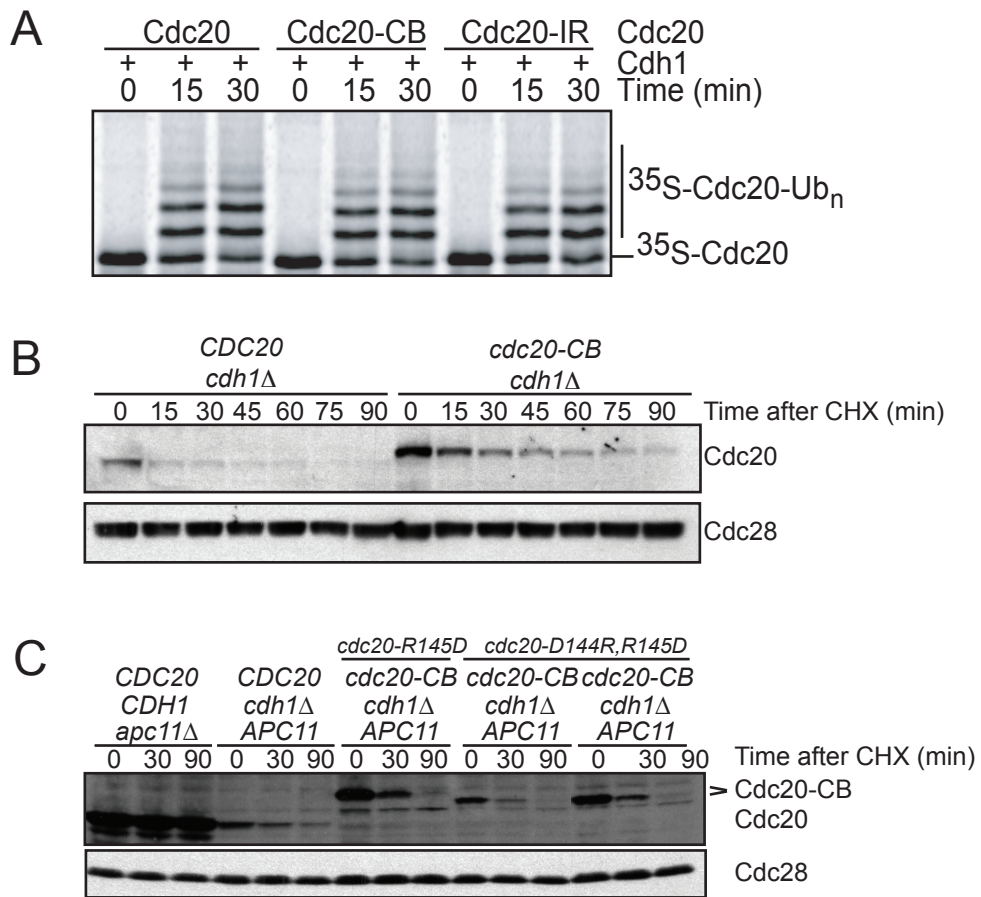 A
Cdc20 Cdc20-CB Cdc20-IR Cdc20
+ + + + + + + + + Cdh1
0 15 30 0 15 30 0 15 30 Time (min)
35S-Cdc20-Ubn
35S-Cdc20
B
CDC20 cdc20-CB
cdh1Δ cdh1Δ
0 15 30 45 60 75 90 0 15 30 45 60 75 90 Time after CHX (min)
Cdc20
Cdc28
C
cdc20-R145D cdc20-D144R,R145D
CDC20 CDC20 cdc20-CB cdc20-CB cdc20-CB
CDH1 cdh1Δ cdh1Δ cdh1Δ cdh1Δ
apc11Δ APC11 APC11 APC11 APC11
0 30 90 0 30 90 0 30 90 0 30 90 0 30 90 Time after CHX (min)
> Cdc20-CB
Cdc20
Cdc28